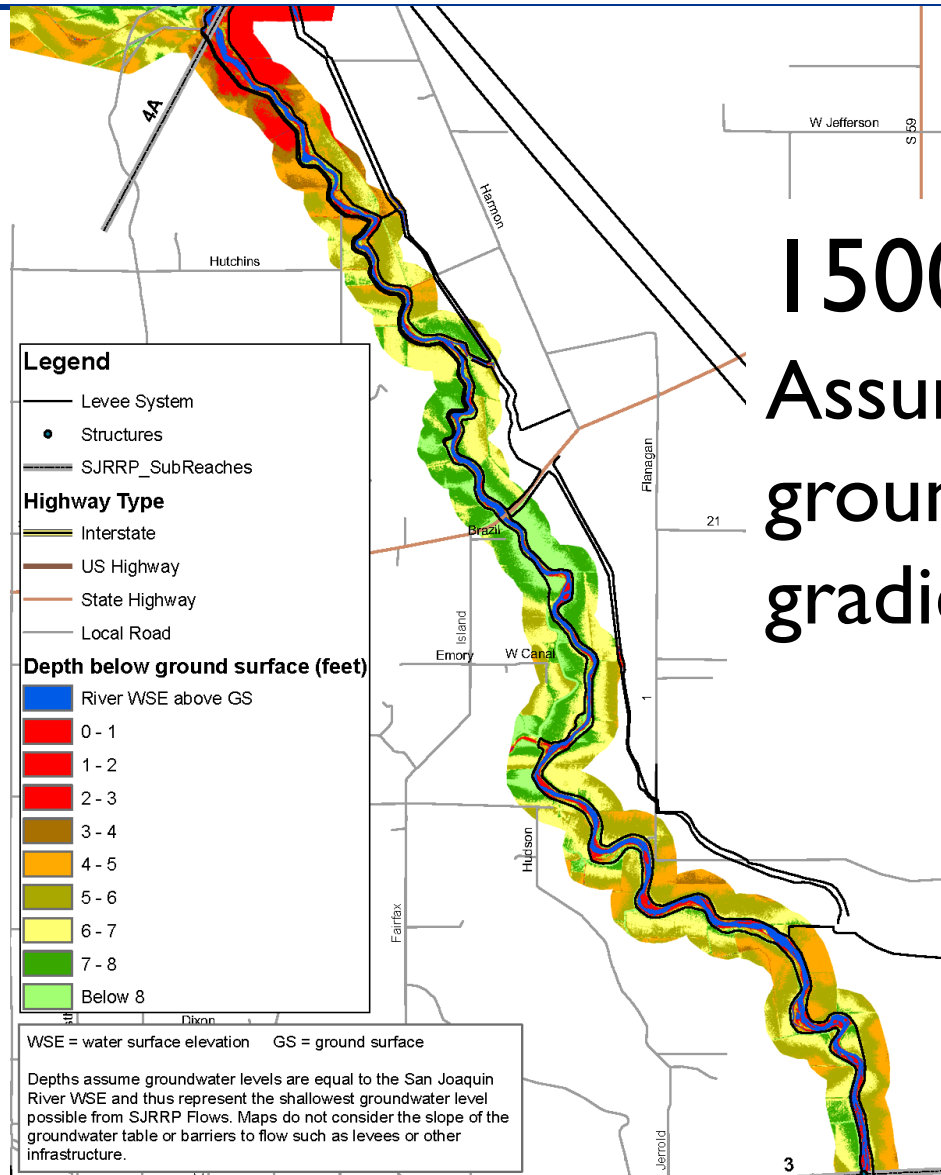 4A
W Jefferson
S 59
Harmon
Hutchins
1500
Assur
groun
gradie
Legend
Levee System
Structures
SJRRP_SubReaches
Highway Type
Interstate
US Highway
State Highway
Local Road
Depth below ground surface (feet)
River WSE above GS
0 - 1
1 - 2
2 - 3
3 - 4
4 - 5
5 - 6
6 - 7
7 - 8
Below 8
Flanagan
21
Brazil
Island
Emory
W Canal
1
Hudson
Fairfax
Dixon
WSE = water surface elevation GS = ground surface
Depths assume groundwater levels are equal to the San Joaquin
River WSE and thus represent the shallowest groundwater level
possible from SJRRP Flows. Maps do not consider the slope of the
groundwater table or barriers to flow such as levees or other
infrastructure.
Jerrold
3